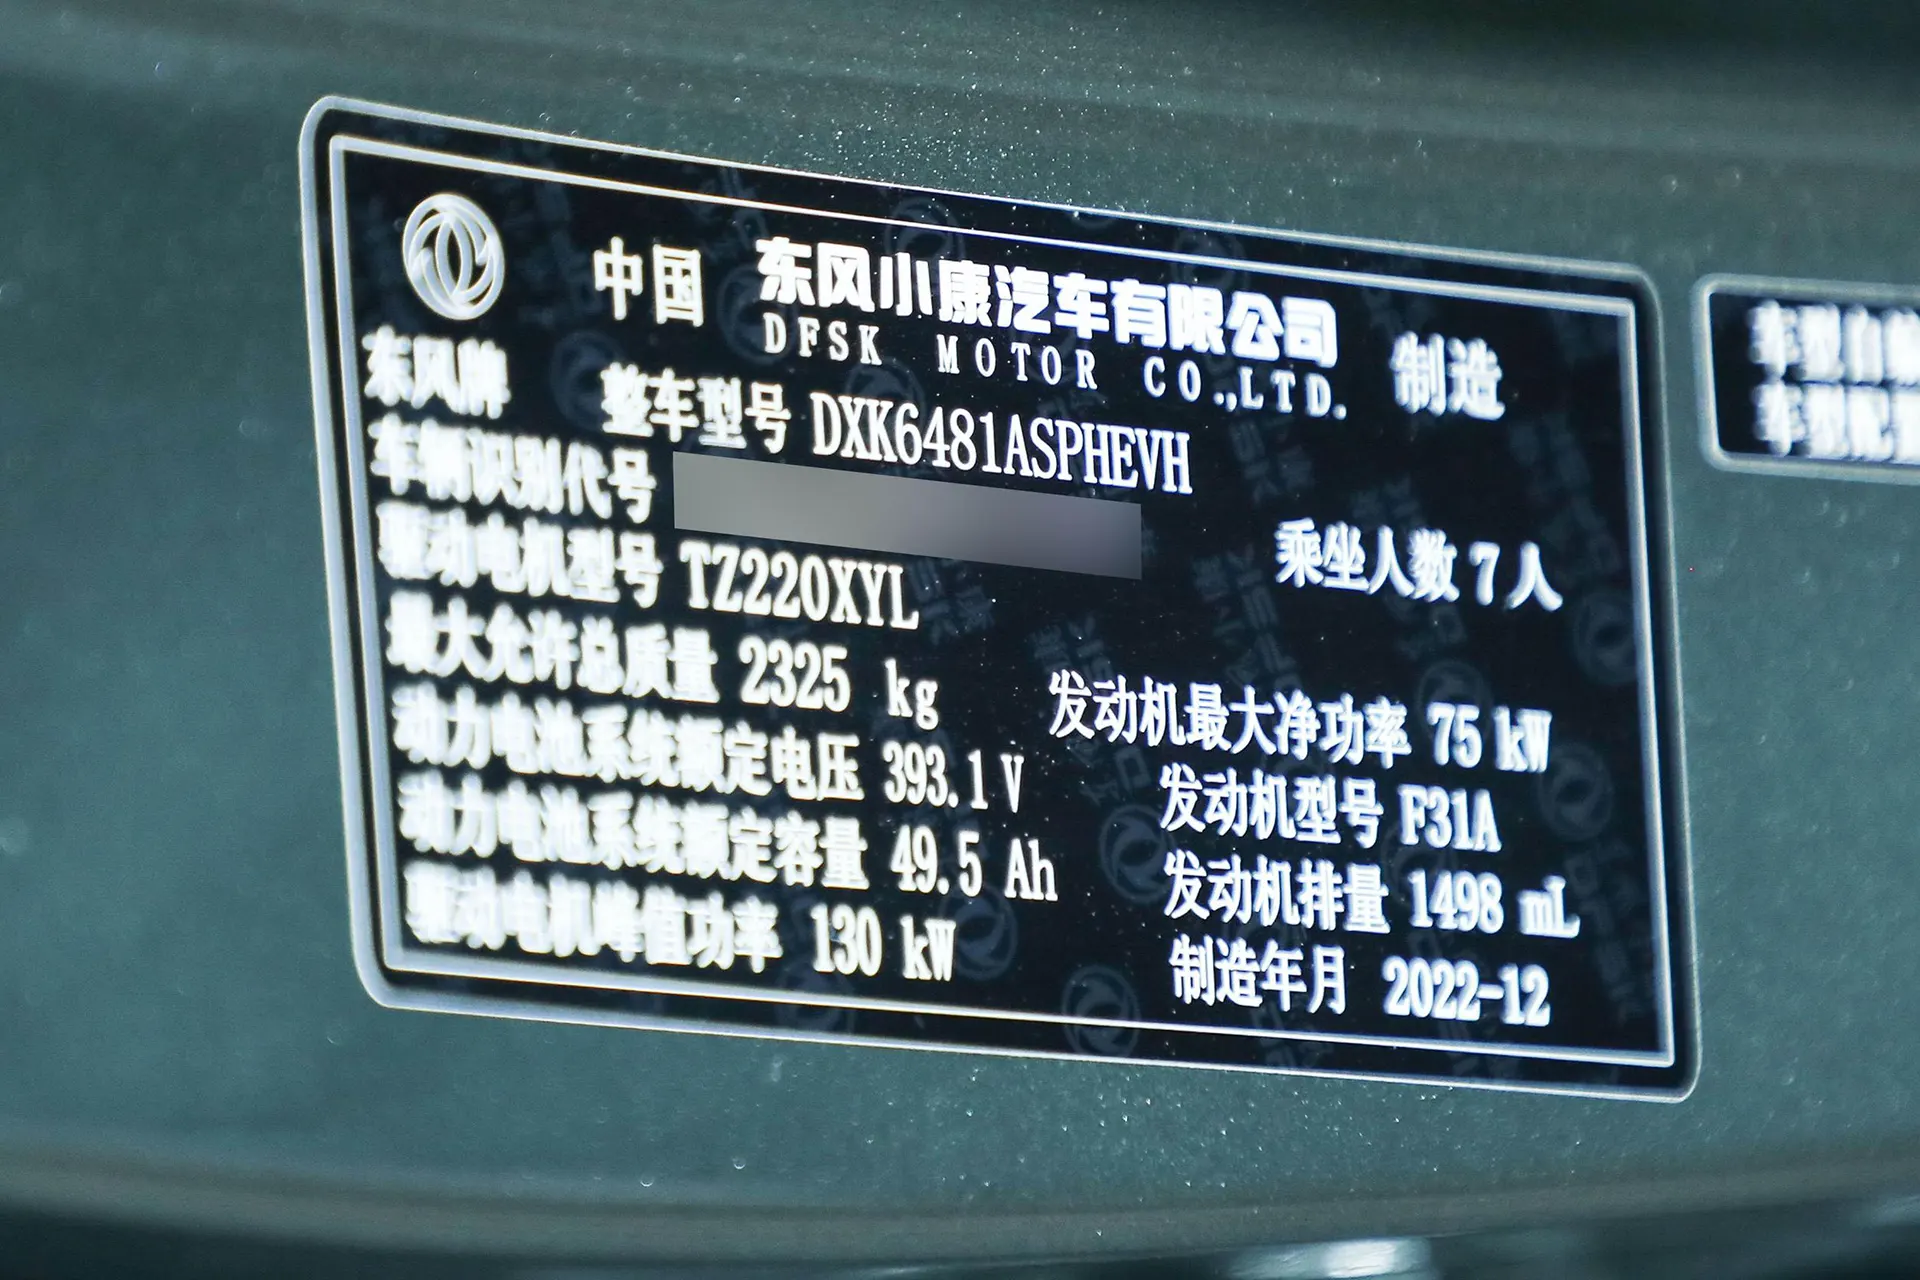 中国 东风小康汽车有限公司 制造
DFSK MOTOR CO.,LTD.
东风牌 整车型号 DXK6481ASPHEVH
车辆识别代号 乘坐人数 7 人
驱动电机型号 TZ220XYL
最大允许总质量 2325 kg 发动机最大净功率 75 kW
动力电池系统额定电压 393.1 V 发动机型号 F31A
动力电池系统额定容量 49.5 Ah 发动机排量 1498 mL
驱动电机峰值功率 130 kW 制造年月 2022-12
车型自
车型配